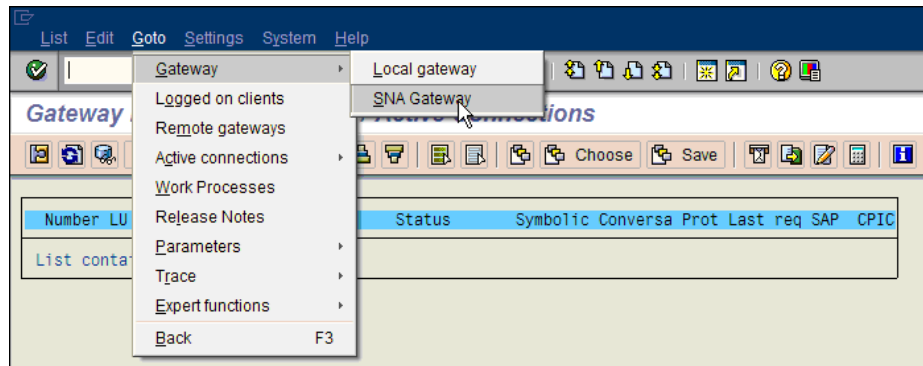 List Edit Goto Settings System Help
Gateway Local gateway
Logged on clients SNA Gateway
Gateway Active Connections
Remote gateways
Active connections Choose Save
Work Processes
Number LU Release Notes Status Symbolic Conversa Prot Last req SAP CPIC
Parameters
List conta
Trace
Expert functions
Back F3